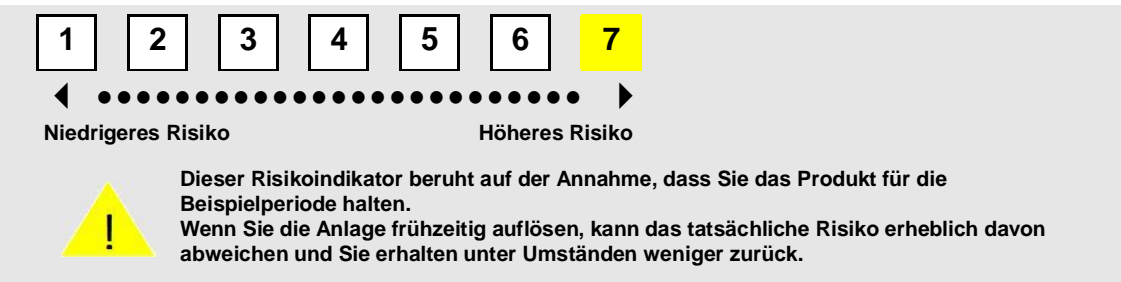 1 2 3 4 5 6 7
Niedrigeres Risiko Höheres Risiko
Dieser Risikoindikator beruht auf der Annahme, dass Sie das Produkt für die
Beispielperiode halten.
Wenn Sie die Anlage frühzeitig auflösen, kann das tatsächliche Risiko erheblich davon
abweichen und Sie erhalten unter Umständen weniger zurück.
!